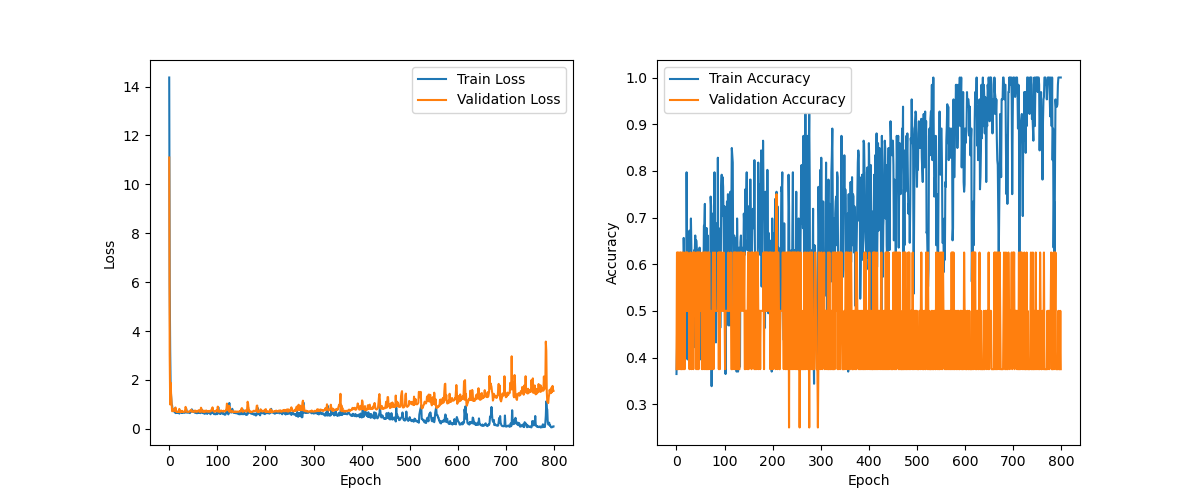 Train Loss
Validation Loss
14
12
10
8
6
4
2
0
Loss
0 100 200 300 400 500 600 700 800
Epoch
Train Accuracy
Validation Accuracy
1.0
0.9
0.8
0.7
0.6
0.5
0.4
0.3
Accuracy
0 100 200 300 400 500 600 700 800
Epoch